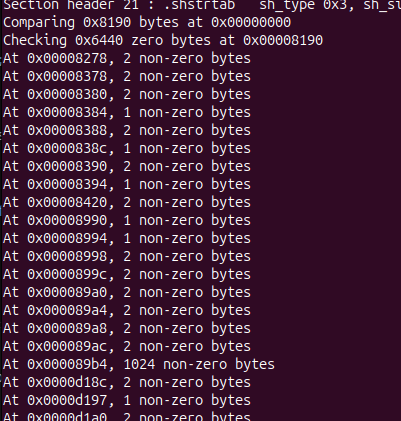 Section header 21 : .shstrtab   sh_type 0x3, sh_si
Comparing 0x8190 bytes at 0x00000000
Checking 0x6440 zero bytes at 0x00008190
At 0x00008278, 2 non-zero bytes
At 0x00008378, 2 non-zero bytes
At 0x00008380, 2 non-zero bytes
At 0x00008384, 1 non-zero bytes
At 0x00008388, 2 non-zero bytes
At 0x0000838c, 1 non-zero bytes
At 0x00008390, 2 non-zero bytes
At 0x00008394, 1 non-zero bytes
At 0x00008420, 2 non-zero bytes
At 0x00008990, 1 non-zero bytes
At 0x00008994, 1 non-zero bytes
At 0x00008998, 2 non-zero bytes
At 0x0000899c, 2 non-zero bytes
At 0x000089a0, 2 non-zero bytes
At 0x000089a4, 2 non-zero bytes
At 0x000089a8, 2 non-zero bytes
At 0x000089ac, 2 non-zero bytes
At 0x000089b4, 1024 non-zero bytes
At 0x0000d18c, 2 non-zero bytes
At 0x0000d197, 1 non-zero bytes
At 0x0000d1a0, 2 non-zero bytes